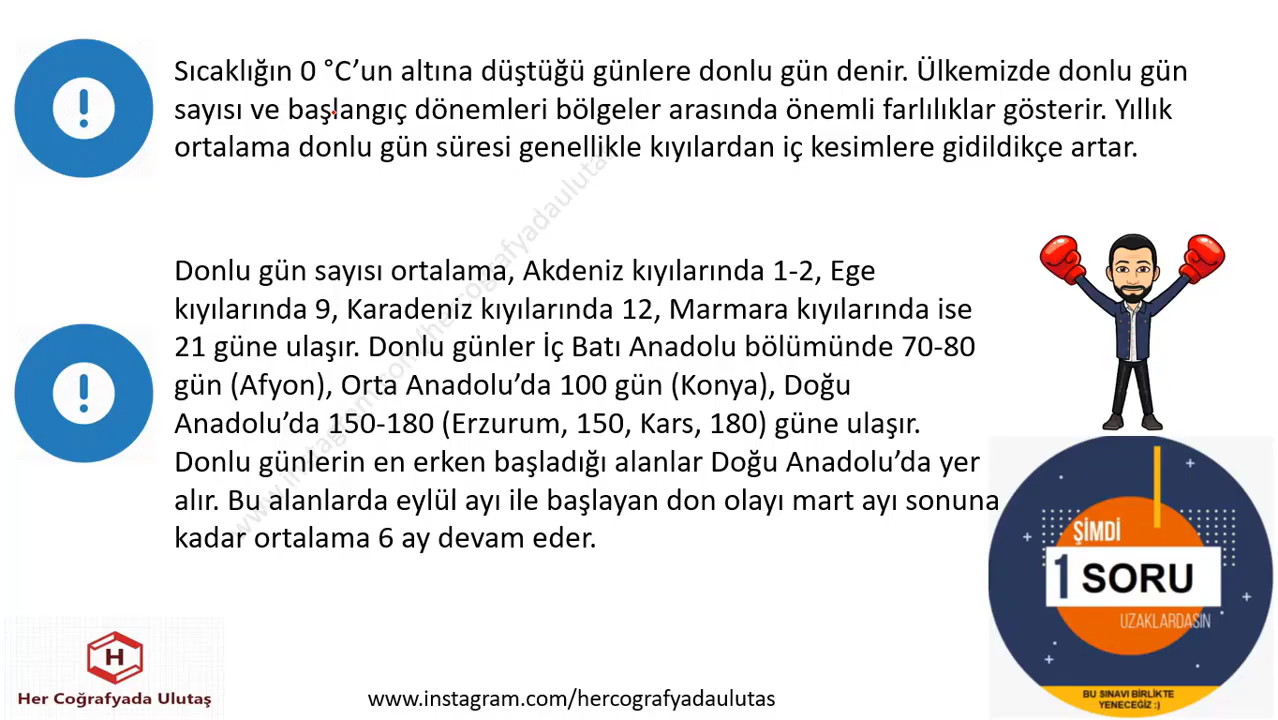 Sıcaklığın 0 °C’un altına düştüğü günlere donlu gün denir. Ülkemizde donlu gün
sayısı ve başlangıç dönemleri bölgeler arasında önemli farlılıklar gösterir. Yıllık
ortalama donlu gün süresi genellikle kıyılardan iç kesimlere gidildikçe artar.
Donlu gün sayısı ortalama, Akdeniz kıyılarında 1-2, Ege
kıyılarında 9, Karadeniz kıyılarında 12, Marmara kıyılarında ise
21 güne ulaşır. Donlu günler İç Batı Anadolu bölümünde 70-80
gün (Afyon), Orta Anadolu’da 100 gün (Konya), Doğu
Anadolu’da 150-180 (Erzurum, 150, Kars, 180) güne ulaşır.
Donlu günlerin en erken başladığı alanlar Doğu Anadolu’da yer
alır. Bu alanlarda eylül ayı ile başlayan don olayı mart ayı sonuna
kadar ortalama 6 ay devam eder.
www.instagram.com/hercografyadaulutas
ŞİMDİ
1 SORU
UZAKLARDASIN
BU SINAVI BİRLİKTE
YENECEĞİZ :)
H
Her Coğrafyada Ulutaş
www.instagram.com/hercografyadaulutas